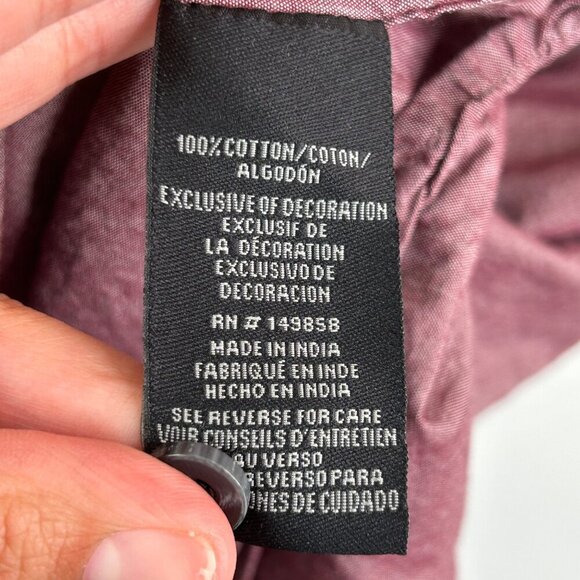 100% COTTON/COTON/
ALGODÓN
EXCLUSIVE OF DECORATION
EXCLUSIF DE
LA DÉCORATION
EXCLUSIVO DE
DECORACION
RN # 149858
MADE IN INDIA
FABRIQUÉ EN INDE
HECHO EN INDIA
SEE REVERSE FOR CARE
VOIR CONSEILS D'ENTRETIEN
AU VERSO
REVERSO PARA
DE CUIDADO